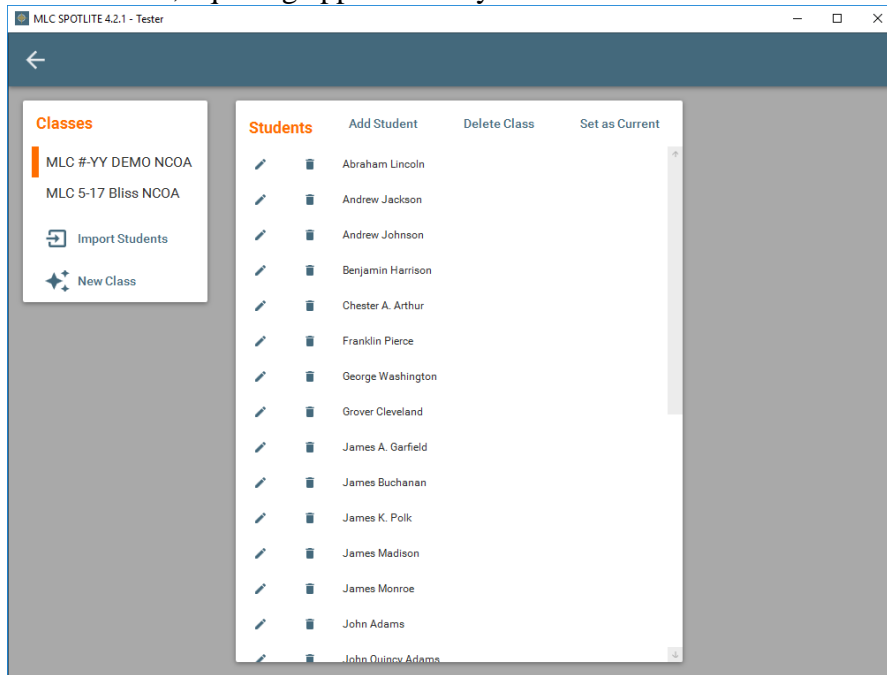 MLC SPOTLITE 4.2.1 - Tester
Classes
MLC #-YY DEMO NCOA
MLC 5-17 Bliss NCOA
Import Students
New Class
Students Add Student Delete Class Set as Current
Abraham Lincoln
Andrew Jackson
Andrew Johnson
Benjamin Harrison
Chester A. Arthur
Franklin Pierce
George Washington
Grover Cleveland
James A. Garfield
James Buchanan
James K. Polk
James Madison
James Monroe
John Adams
John Quincy Adams